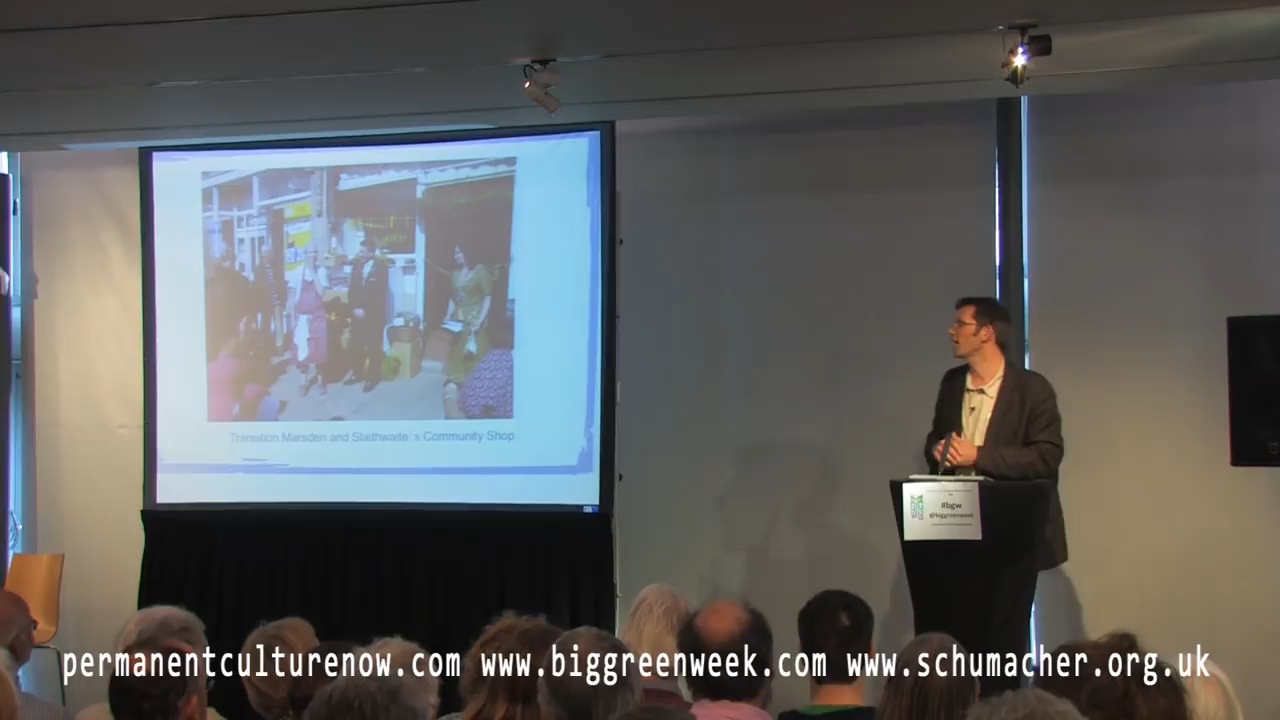 Transition Marsden and Slaithwaite's Community Shop
#bgw
@biggreenweek
permanentculturenow.com www.biggreenweek.com www.schumacher.org.uk